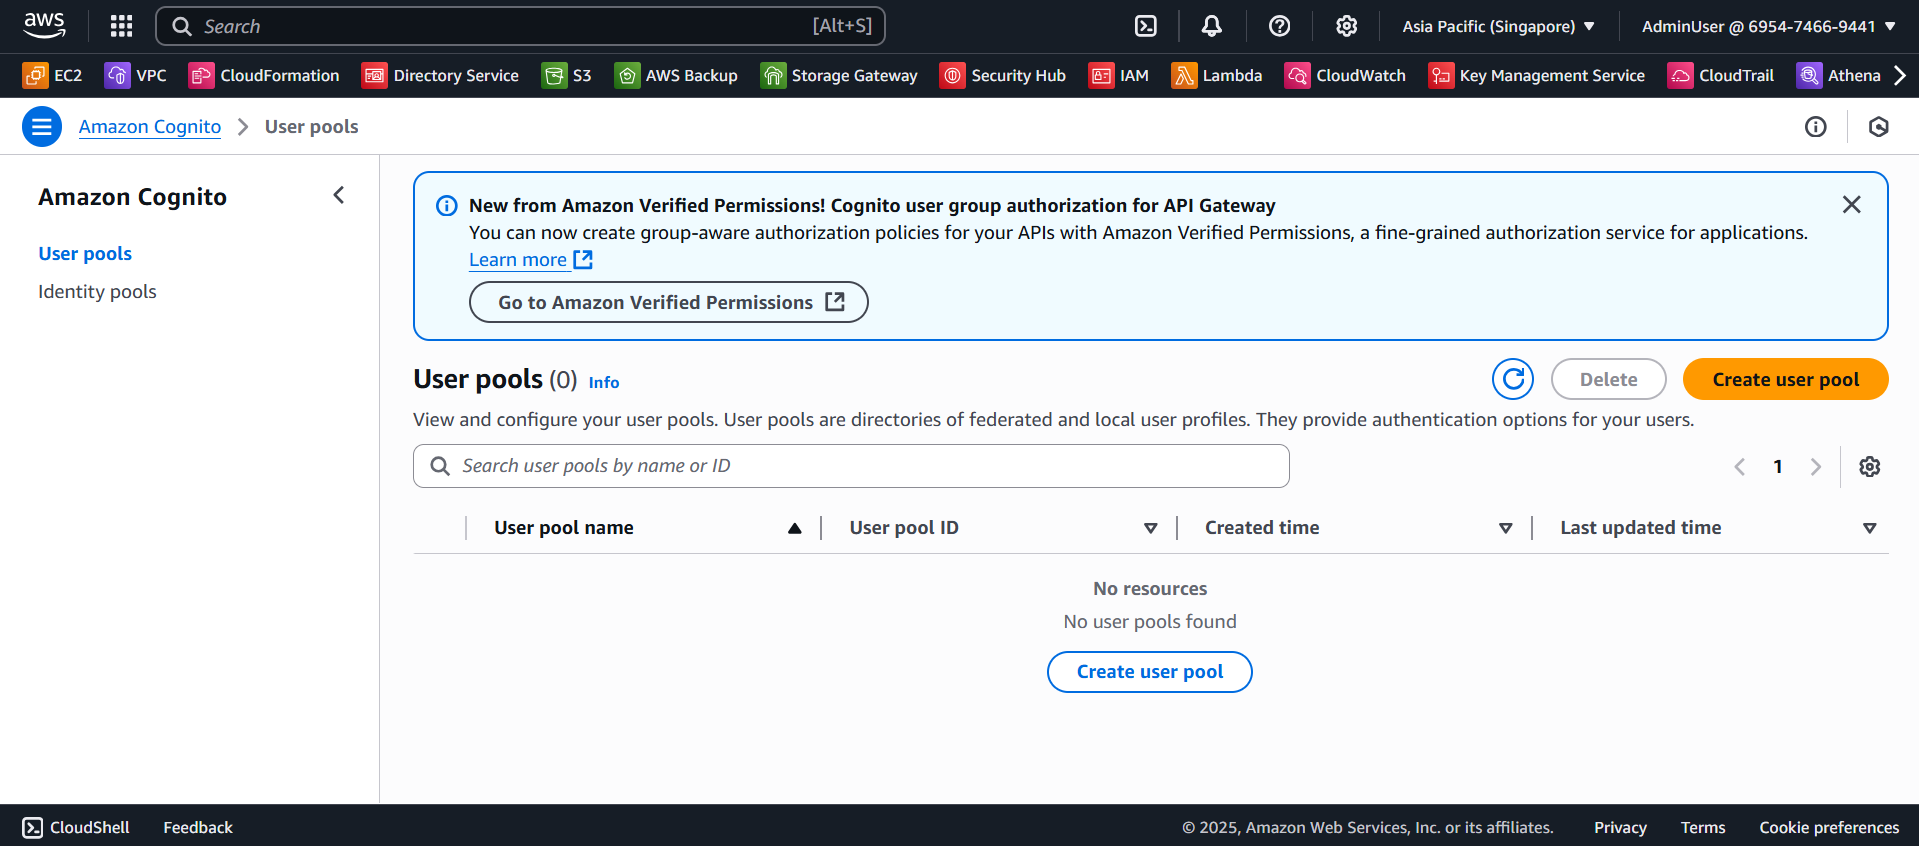 aws
Search [Alt+S]
Asia Pacific (Singapore)
AdminUser @ 6954-7466-9441
EC2 VPC CloudFormation Directory Service S3 AWS Backup Storage Gateway Security Hub IAM Lambda CloudWatch Key Management Service CloudTrail Athena
Amazon Cognito User pools
Amazon Cognito
User pools
Identity pools
New from Amazon Verified Permissions! Cognito user group authorization for API Gateway
You can now create group-aware authorization policies for your APIs with Amazon Verified Permissions, a fine-grained authorization service for applications.
Learn more
Go to Amazon Verified Permissions
User pools (0) Info
Delete
Create user pool
View and configure your user pools. User pools are directories of federated and local user profiles. They provide authentication options for your users.
Search user pools by name or ID
1
User pool name User pool ID Created time Last updated time
No resources
No user pools found
Create user pool
CloudShell Feedback © 2025, Amazon Web Services, Inc. or its affiliates. Privacy Terms Cookie preferences